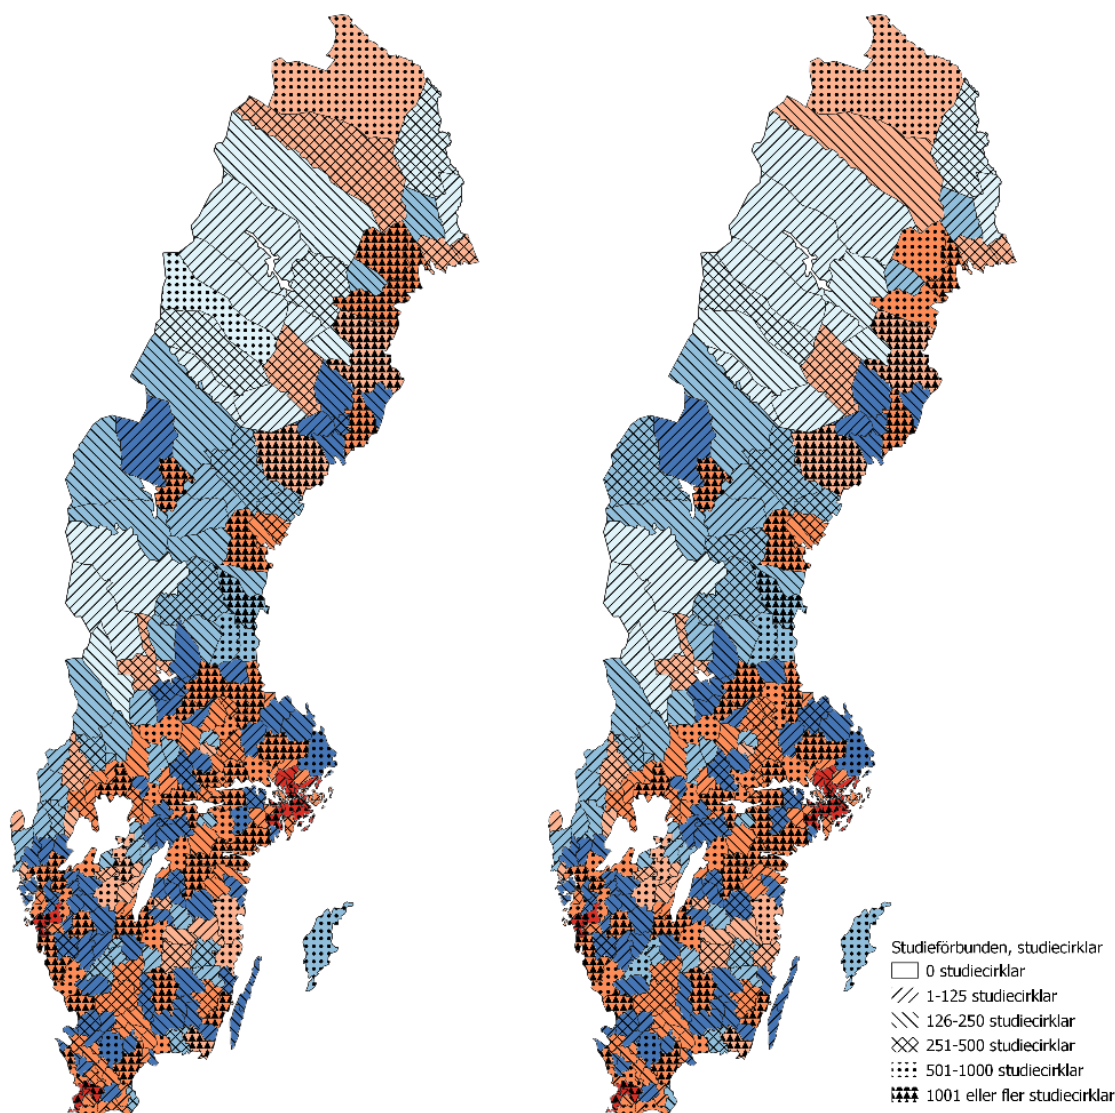 Studieförbunden, studiecirklar
0 studiecirklar
1-125 studiecirklar
126-250 studiecirklar
251-500 studiecirklar
501-1000 studiecirklar
1001 eller fler studiecirklar